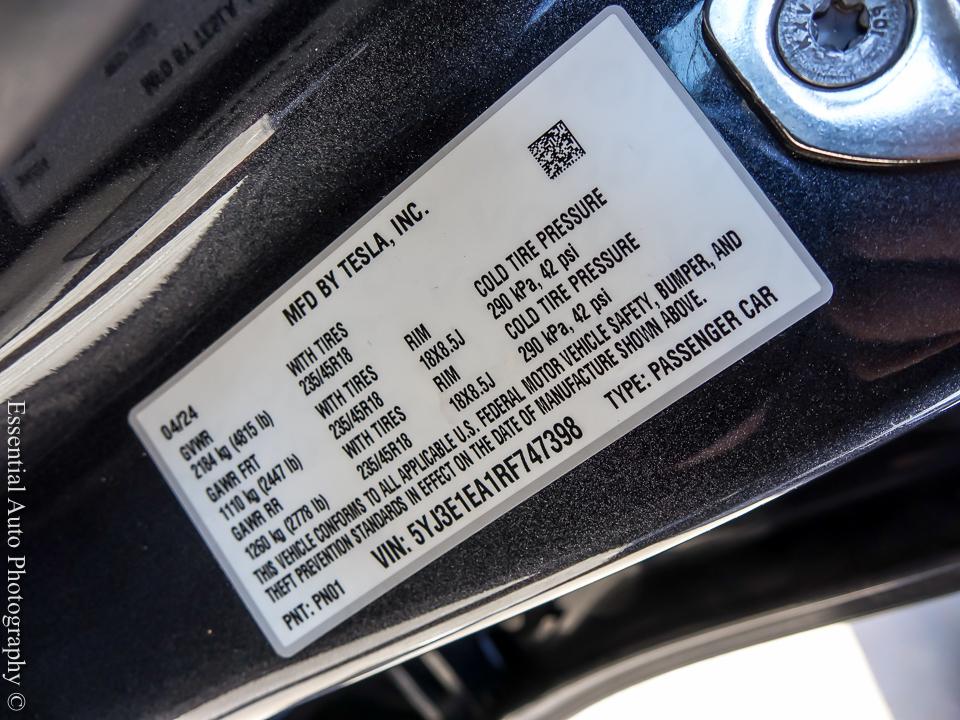 MFD BY TESLA, INC.
04/24
GVWR
2184 kg (4815 lb)
WITH TIRES
235/45R18
RIM
18X8.5J
COLD TIRE PRESSURE
290 kPa, 42 psi
GAWR FRT
1110 kg (2447 lb)
WITH TIRES
235/45R18
RIM
18X8.5J
COLD TIRE PRESSURE
290 kPa, 42 psi
GAWR RR
1260 kg (2778 lb)
WITH TIRES
235/45R18
THIS VEHICLE CONFORMS TO ALL APPLICABLE U.S. FEDERAL MOTOR VEHICLE SAFETY, BUMPER, AND
THEFT PREVENTION STANDARDS IN EFFECT ON THE DATE OF MANUFACTURE SHOWN ABOVE.
VIN: 5YJ3E1EA1RF747398
TYPE: PASSENGER CAR
PNT: PN01
Essential Auto Photography ©